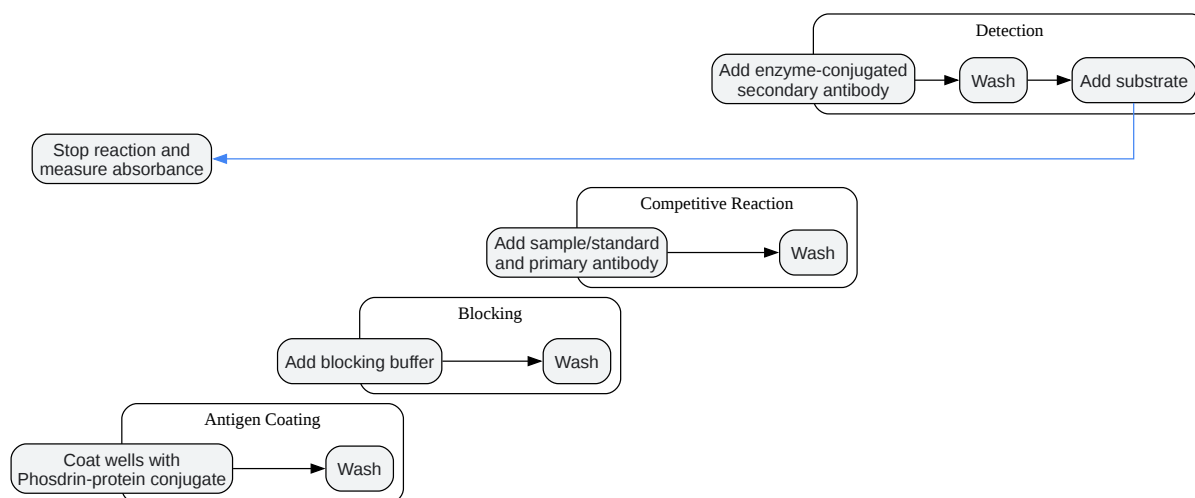 Detection
Add enzyme-conjugated
secondary antibody
Wash
Add substrate
Stop reaction and
measure absorbance
Competitive Reaction
Add sample/standard
and primary antibody
Wash
Blocking
Add blocking buffer
Wash
Antigen Coating
Coat wells with
Phosdrin-protein conjugate
Wash